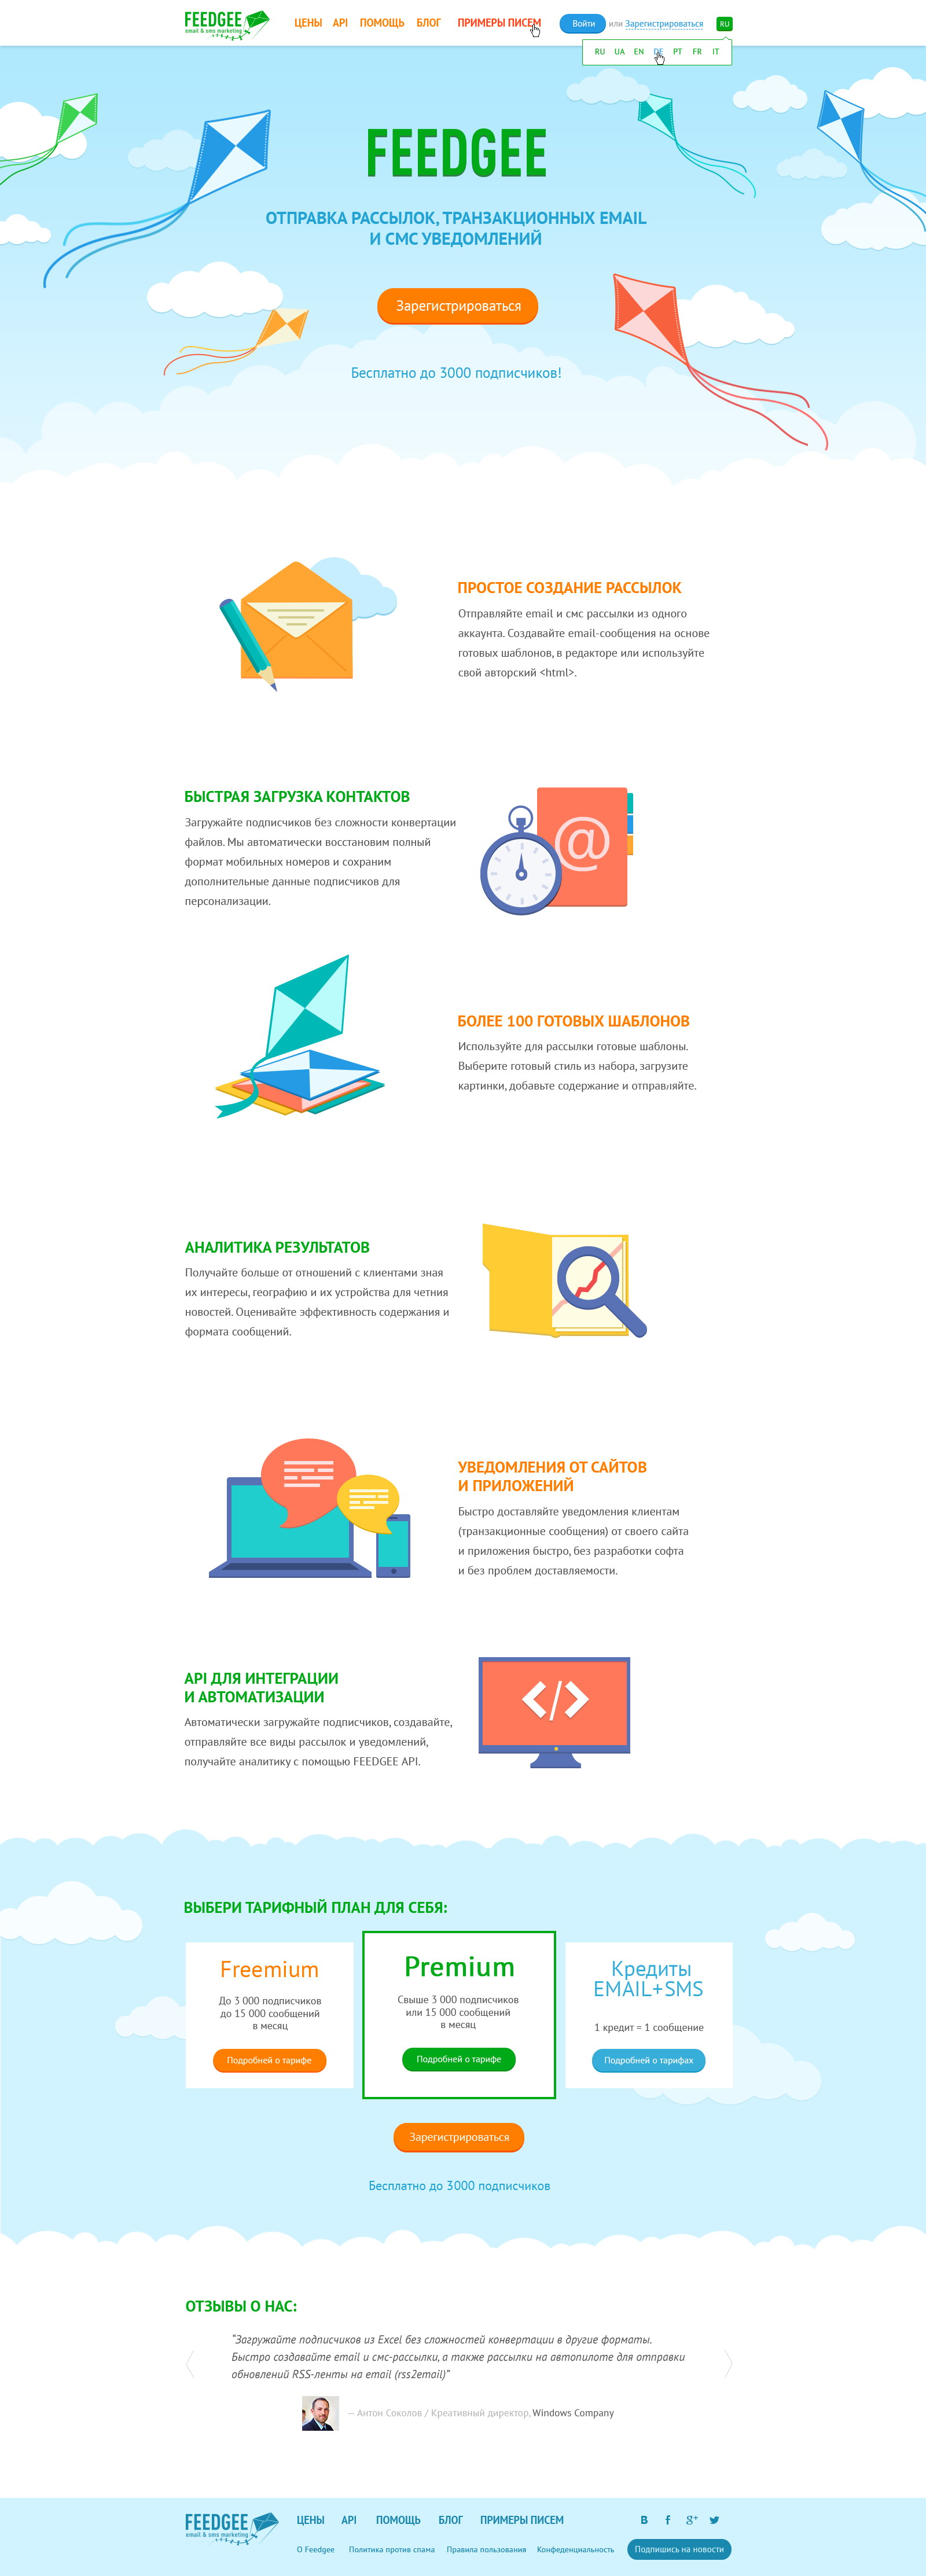 FEEDGEE
email & sms marketing
ЦЕНЫ API ПОМОЩЬ БЛОГ ПРИМЕРЫ ПИСЕМ
Войти или Зарегистрироваться RU
RU UA EN DE PT FR IT
FEEDGEE
ОТПРАВКА РАССЫЛОК, ТРАНЗАКЦИОННЫХ EMAIL
И СМС УВЕДОМЛЕНИЙ
Зарегистрироваться
Бесплатно до 3000 подписчиков!
ПРОСТОЕ СОЗДАНИЕ РАССЫЛОК
Отправляйте email и смс рассылки из одного
аккаунта. Создавайте email-сообщения на основе
готовых шаблонов, в редакторе или используйте
свой авторский <html>.
БЫСТРАЯ ЗАГРУЗКА КОНТАКТОВ
Загружайте подписчиков без сложности конвертации
файлов. Мы автоматически восстановим полный
формат мобильных номеров и сохраним
дополнительные данные подписчиков для
персонализации.
@
БОЛЕЕ 100 ГОТОВЫХ ШАБЛОНОВ
Используйте для рассылки готовые шаблоны.
Выберите готовый стиль из набора, загрузите
картинки, добавьте содержание и отправляйте.
АНАЛИТИКА РЕЗУЛЬТАТОВ
Получайте больше от отношений с клиентами зная
их интересы, географию и их устройства для четния
новостей. Оценивайте эффективность содержания и
формата сообщений.
УВЕДОМЛЕНИЯ ОТ САЙТОВ
И ПРИЛОЖЕНИЙ
Быстро доставляйте уведомления клиентам
(транзакционные сообщения) от своего сайта
и приложения быстро, без разработки софта
и без проблем доставляемости.
API ДЛЯ ИНТЕГРАЦИИ
И АВТОМАТИЗАЦИИ
Автоматически загружайте подписчиков, создавайте,
отправляйте все виды рассылок и уведомлений,
получайте аналитику с помощью FEEDGEE API.
</>
ВЫБЕРИ ТАРИФНЫЙ ПЛАН ДЛЯ СЕБЯ:
Freemium
До 3 000 подписчиков
до 15 000 сообщений
в месяц
Подробней о тарифе
Premium
Свыше 3 000 подписчиков
или 15 000 сообщений
в месяц
Подробней о тарифе
Кредиты
EMAIL+SMS
1 кредит = 1 сообщение
Подробней о тарифах
Зарегистрироваться
Бесплатно до 3000 подписчиков
ОТЗЫВЫ О НАС:
"Загружайте подписчиков из Excel без сложностей конвертации в другие форматы.
Быстро создавайте email и смс-рассылки, а также рассылки на автопилоте для отправки
обновлений RSS-ленты на email (rss2email)"
— Антон Соколов / Креативный директор, Windows Company
FEEDGEE
email & sms marketing
ЦЕНЫ API ПОМОЩЬ БЛОГ ПРИМЕРЫ ПИСЕМ
О Feedgee Политика против спама Правила пользования Конфеденциальность Подпишись на новости